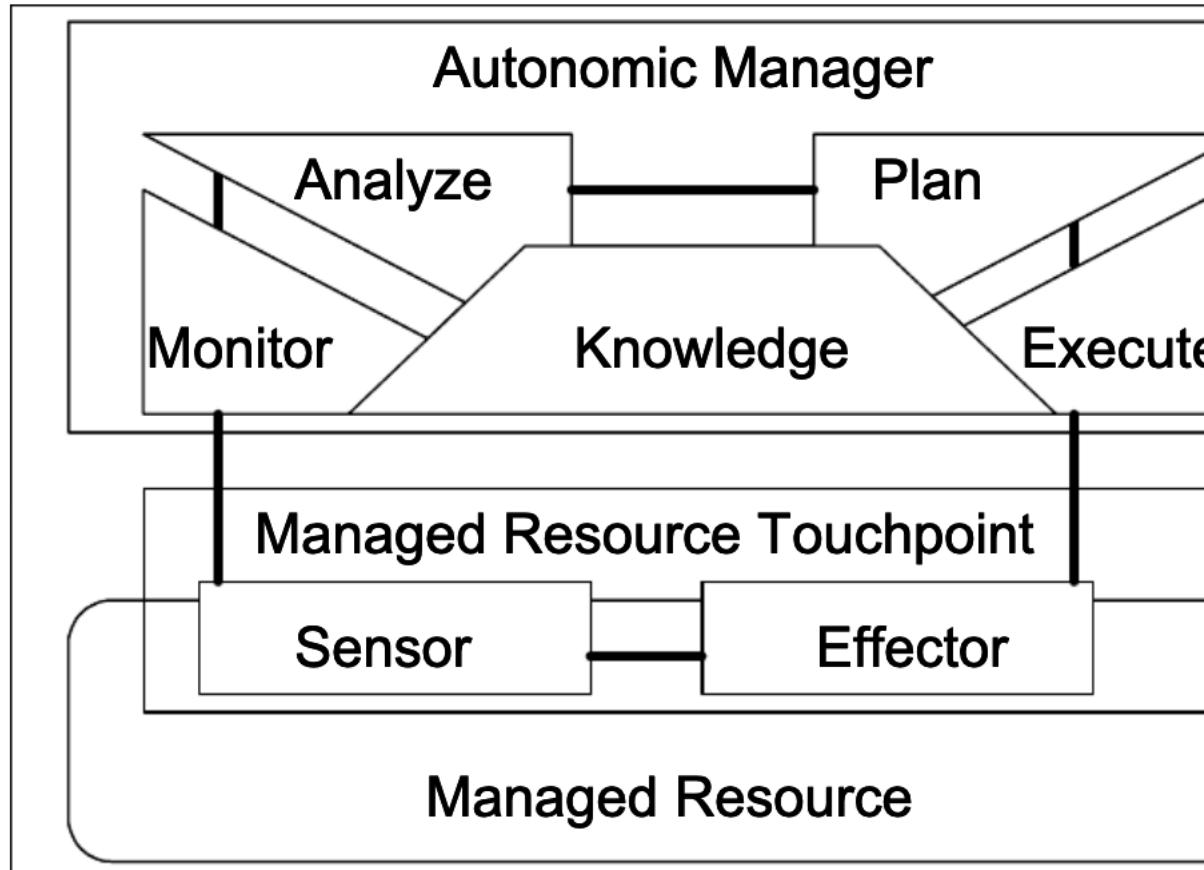 Autonomic Manager
Analyze
Plan
Monitor
Knowledge
Execute
Managed Resource Touchpoint
Sensor
Effector
Managed Resource